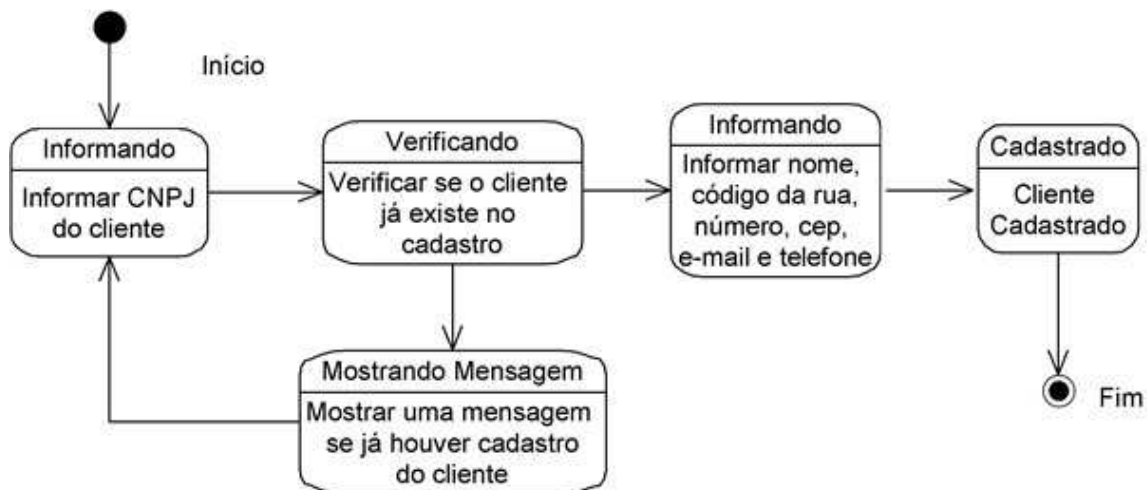 Início
Informando
Informar CNPJ
do cliente
Verificando
Verificar se o cliente
já existe no
cadastro
Informando
Informar nome,
código da rua,
número, cep,
e-mail e telefone
Cadastrado
Cliente
Cadastrado
Mostrando Mensagem
Mostrar uma mensagem
se já houver cadastro
do cliente
Fim